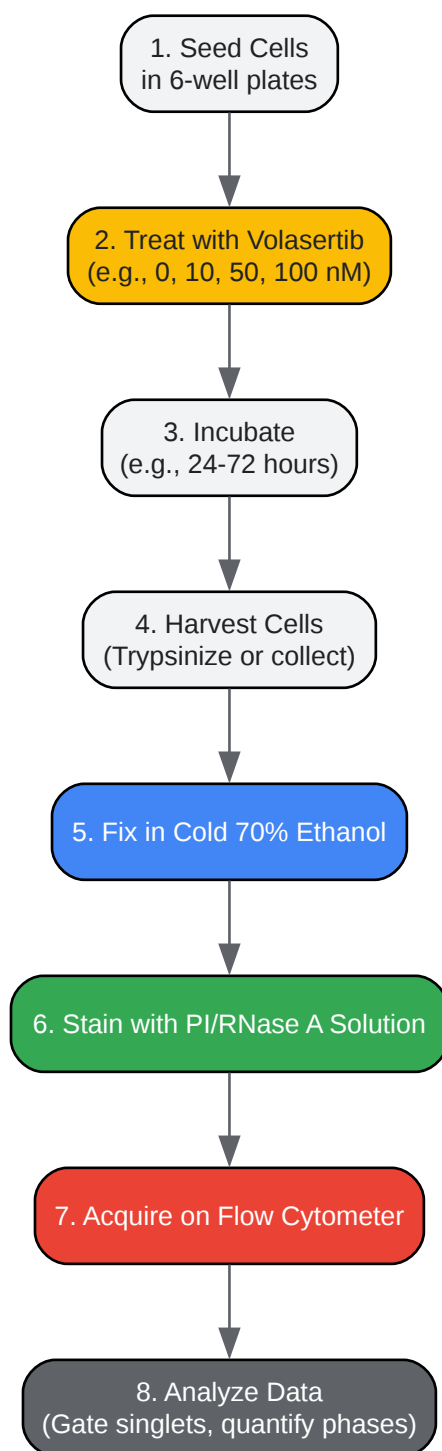 1. Seed Cells
in 6-well plates
2. Treat with Volasertib
(e.g., 0, 10, 50, 100 nM)
3. Incubate
(e.g., 24-72 hours)
4. Harvest Cells
(Trypsinize or collect)
5. Fix in Cold 70% Ethanol
6. Stain with PI/RNase A Solution
7. Acquire on Flow Cytometer
8. Analyze Data
(Gate singlets, quantify phases)